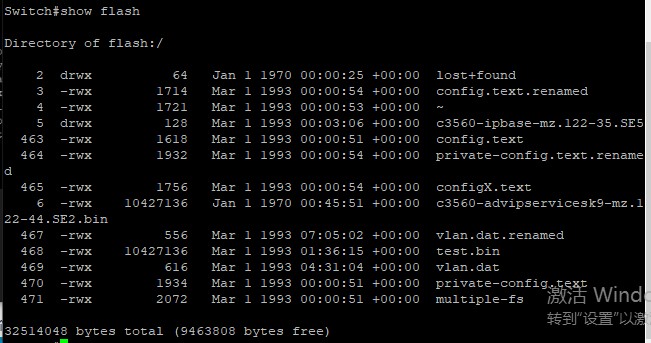 Switch#show flash
Directory of flash:/
2 drwx 64 Jan 1 1970 00:00:25 +00:00 lost+found
3 -rwx 1714 Mar 1 1993 00:00:54 +00:00 config.text.renamed
4 -rwx 1721 Mar 1 1993 00:00:53 +00:00 ~
5 drwx 128 Mar 1 1993 00:03:06 +00:00 c3560-ipbase-mz.122-35.SE5
463 -rwx 1618 Mar 1 1993 00:00:51 +00:00 config.text
464 -rwx 1932 Mar 1 1993 00:00:54 +00:00 private-config.text.rename
d
465 -rwx 1756 Mar 1 1993 00:00:54 +00:00 configX.text
6 -rwx 10427136 Jan 1 1970 00:45:51 +00:00 c3560-advipservicesk9-mz.1
22-44.SE2.bin
467 -rwx 556 Mar 1 1993 07:05:02 +00:00 vlan.dat.renamed
468 -rwx 10427136 Mar 1 1993 01:36:15 +00:00 test.bin
469 -rwx 616 Mar 1 1993 04:31:04 +00:00 vlan.dat
470 -rwx 1934 Mar 1 1993 00:00:51 +00:00 private-config.text
471 -rwx 2072 Mar 1 1993 00:00:51 +00:00 multiple-fs
激活 Windo
转到“设置”以激
32514048 bytes total (9463808 bytes free)